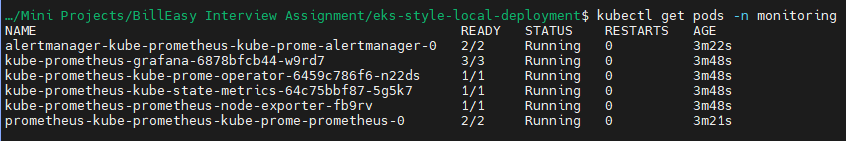 …/Mini Projects/BillEasy Interview Assignment/eks-style-local-deployment$ kubectl get pods -n monitoring
NAME READY STATUS RESTARTS AGE
alertmanager-kube-prometheus-kube-prome-alertmanager-0 2/2 Running 0 3m22s
kube-prometheus-grafana-6878bfcb44-w9rd7 3/3 Running 0 3m48s
kube-prometheus-kube-prome-operator-6459c786f6-n22ds 1/1 Running 0 3m48s
kube-prometheus-kube-state-metrics-64c75bbf87-5g5k7 1/1 Running 0 3m48s
kube-prometheus-prometheus-node-exporter-fb9rv 1/1 Running 0 3m48s
prometheus-kube-prometheus-kube-prome-prometheus-0 2/2 Running 0 3m21s